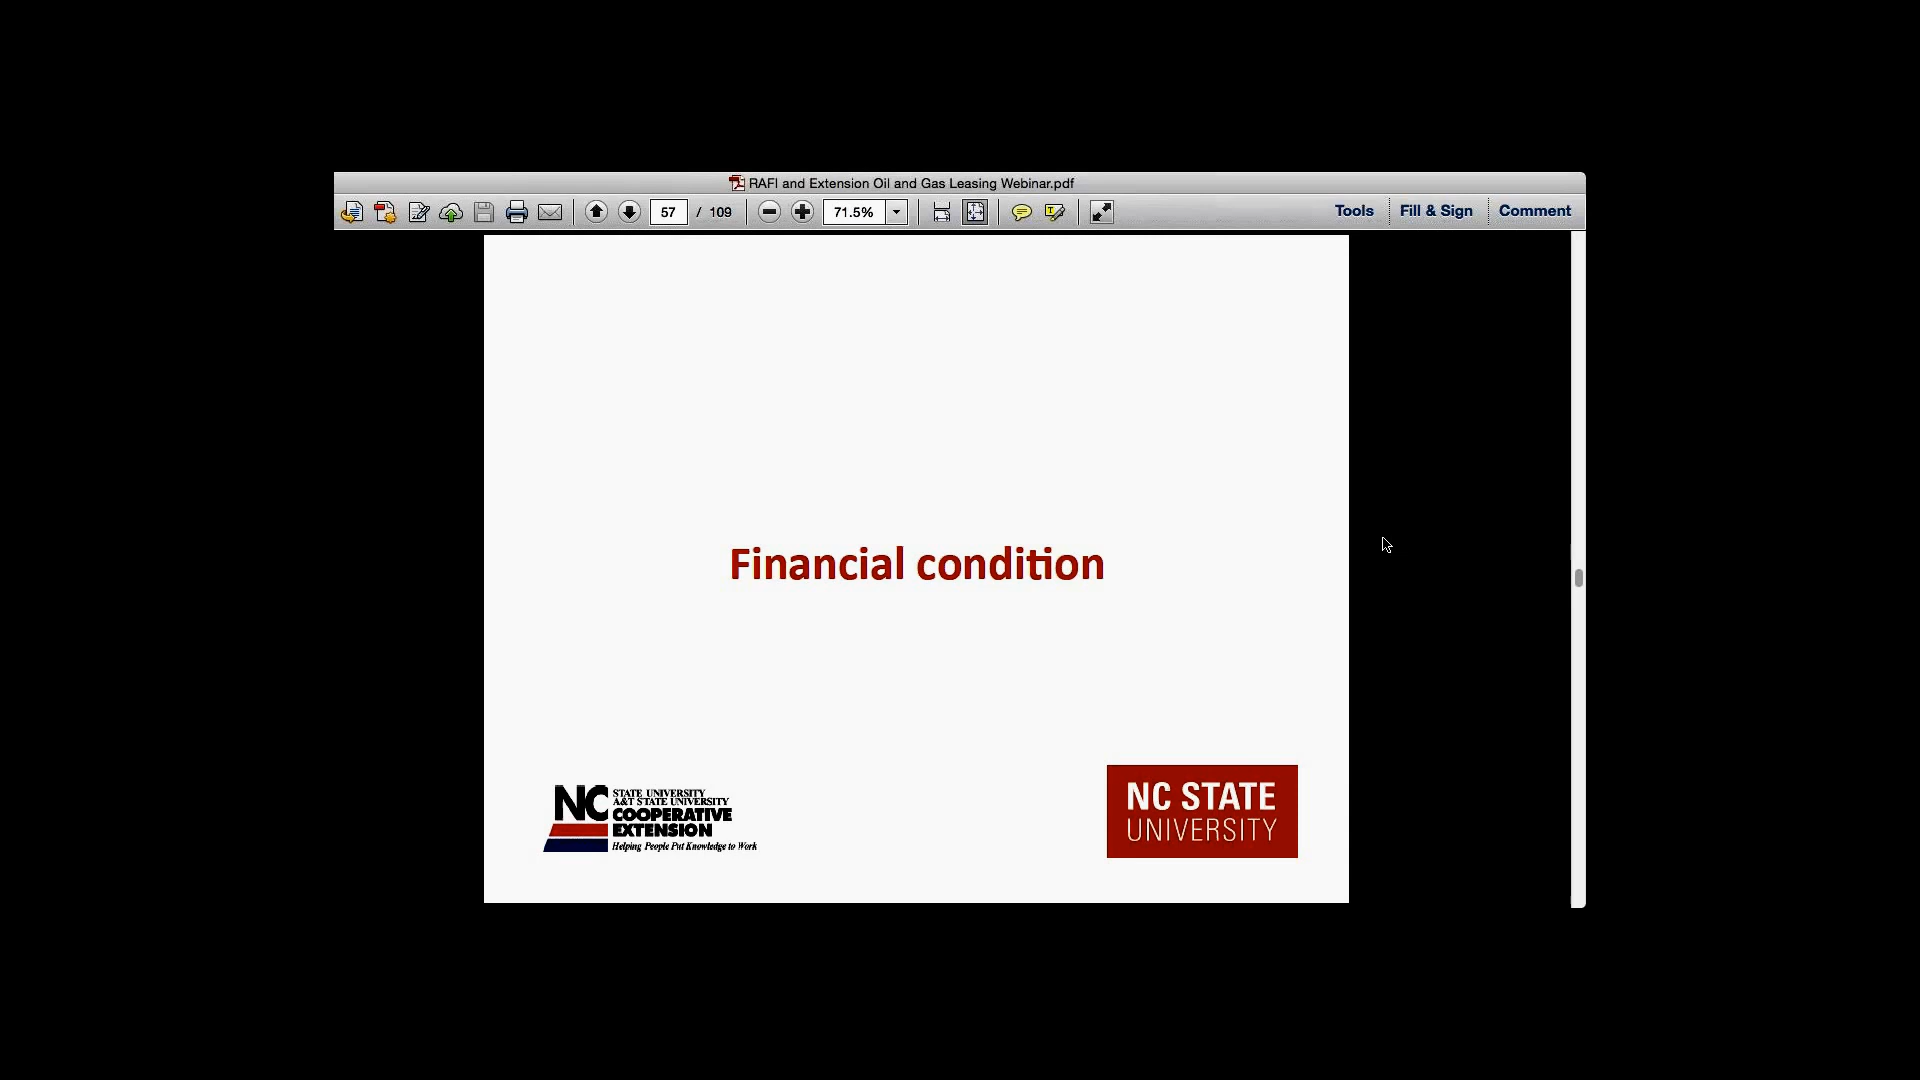 RAFI and Extension Oil and Gas Leasing Webinar.pdf
57 / 109 71.5% Tools Fill & Sign Comment
Financial condition
NC STATE UNIVERSITY
A&T STATE UNIVERSITY
COOPERATIVE
EXTENSION
Helping People Put Knowledge to Work
NC STATE
UNIVERSITY